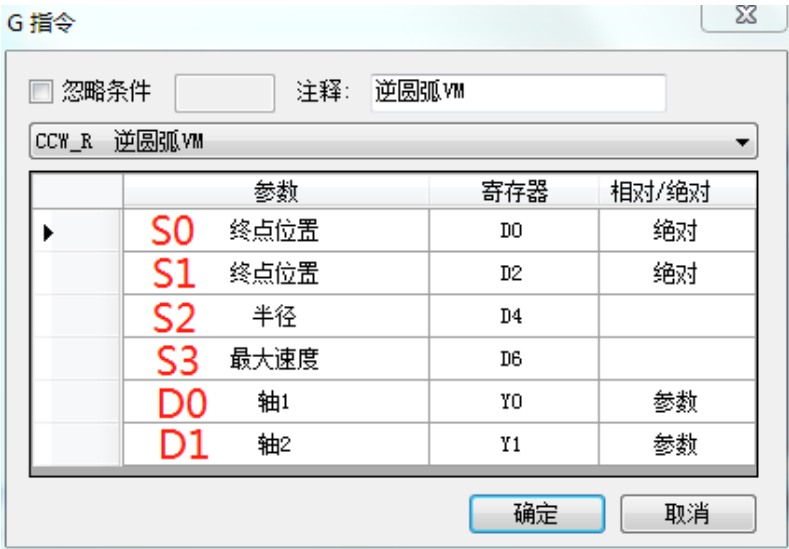 G 指令
忽略条件 注释: 逆圆弧VM
CCW_R 逆圆弧VM
参数 寄存器 相对/绝对
S0 终点位置 D0 绝对
S1 终点位置 D2 绝对
S2 半径 D4
S3 最大速度 D6
D0 轴1 Y0 参数
D1 轴2 Y1 参数
确定 取消